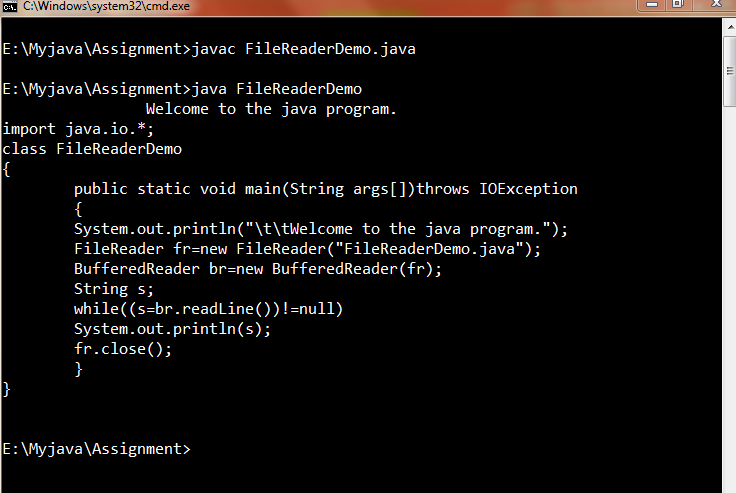 C:\Windows\system32\cmd.exe
E:\Myjava\Assignment>javac FileReaderDemo.java
E:\Myjava\Assignment>java FileReaderDemo
                Welcome to the java program.
import java.io.*;
class FileReaderDemo
{
        public static void main(String args[])throws IOException
        {
        System.out.println("\t\tWelcome to the java program.");
        FileReader fr=new FileReader("FileReaderDemo.java");
        BufferedReader br=new BufferedReader(fr);
        String s;
        while((s=br.readLine())!=null)
        System.out.println(s);
        fr.close();
        }
}
E:\Myjava\Assignment>